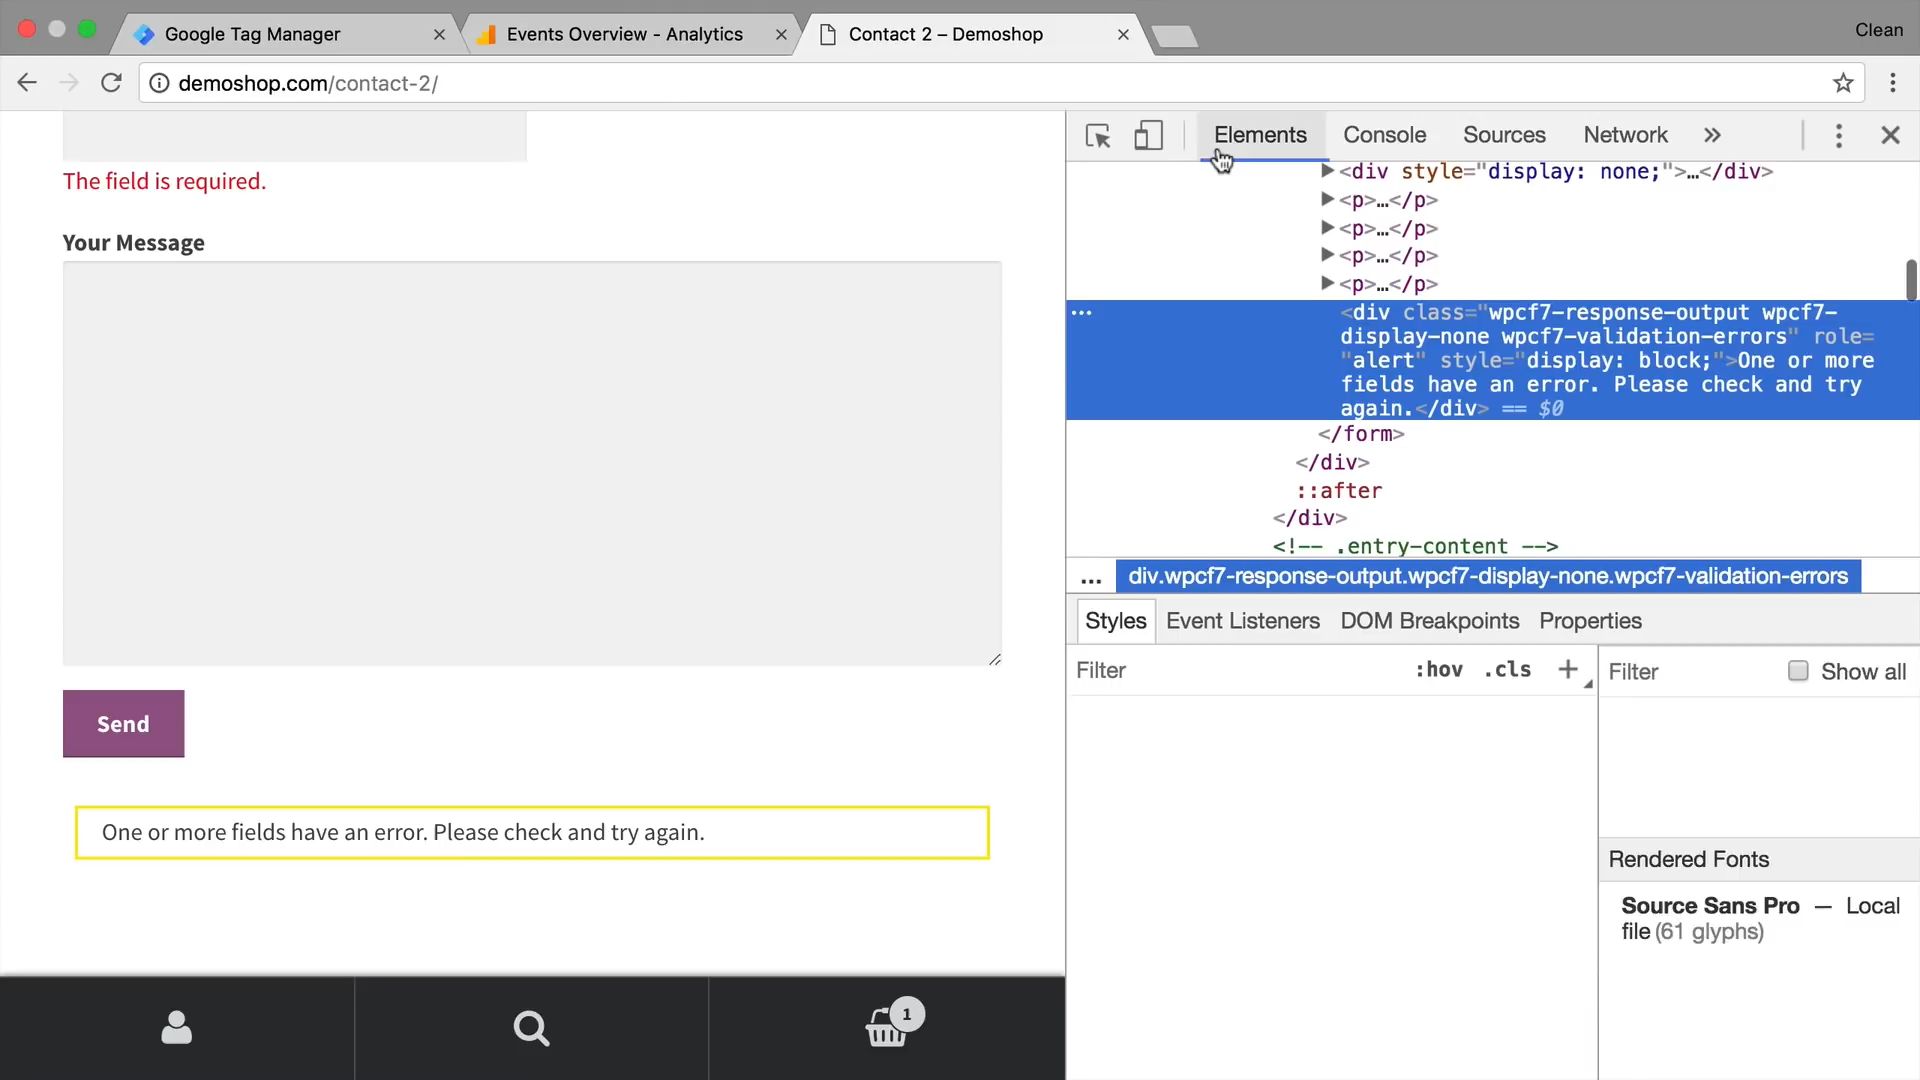 Google Tag Manager
Events Overview - Analytics
Contact 2 – Demoshop
Clean
demoshop.com/contact-2/
The field is required.
Your Message
Send
One or more fields have an error. Please check and try again.
1
Elements
Console
Sources
Network
<div style="display: none;">…</div>
<p>…</p>
<p>…</p>
<p>…</p>
<p>…</p>
<div class="wpcf7-response-output wpcf7-
display-none wpcf7-validation-errors" role=
"alert" style="display: block;">One or more
fields have an error. Please check and try
again.</div> == $0
</form>
</div>
::after
</div>
<!-- .entry-content -->
... div.wpcf7-response-output.wpcf7-display-none.wpcf7-validation-errors
Styles
Event Listeners
DOM Breakpoints
Properties
Filter
:hov
.cls
+
Filter
Show all
Rendered Fonts
Source Sans Pro — Local
file (61 glyphs)